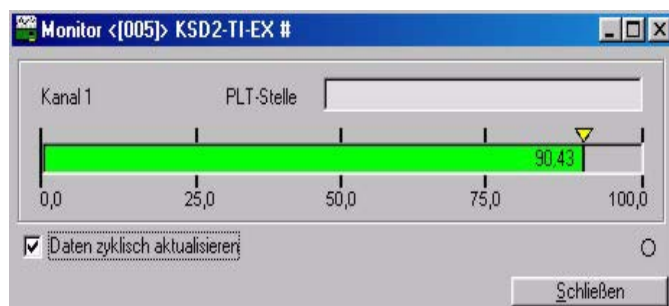 Monitor <[005]> KSD2-TI-EX #
Kanal 1 PLT-Stelle
90,43
0,0 25,0 50,0 75,0 100,0
Daten zyklisch aktualisieren
Schließen